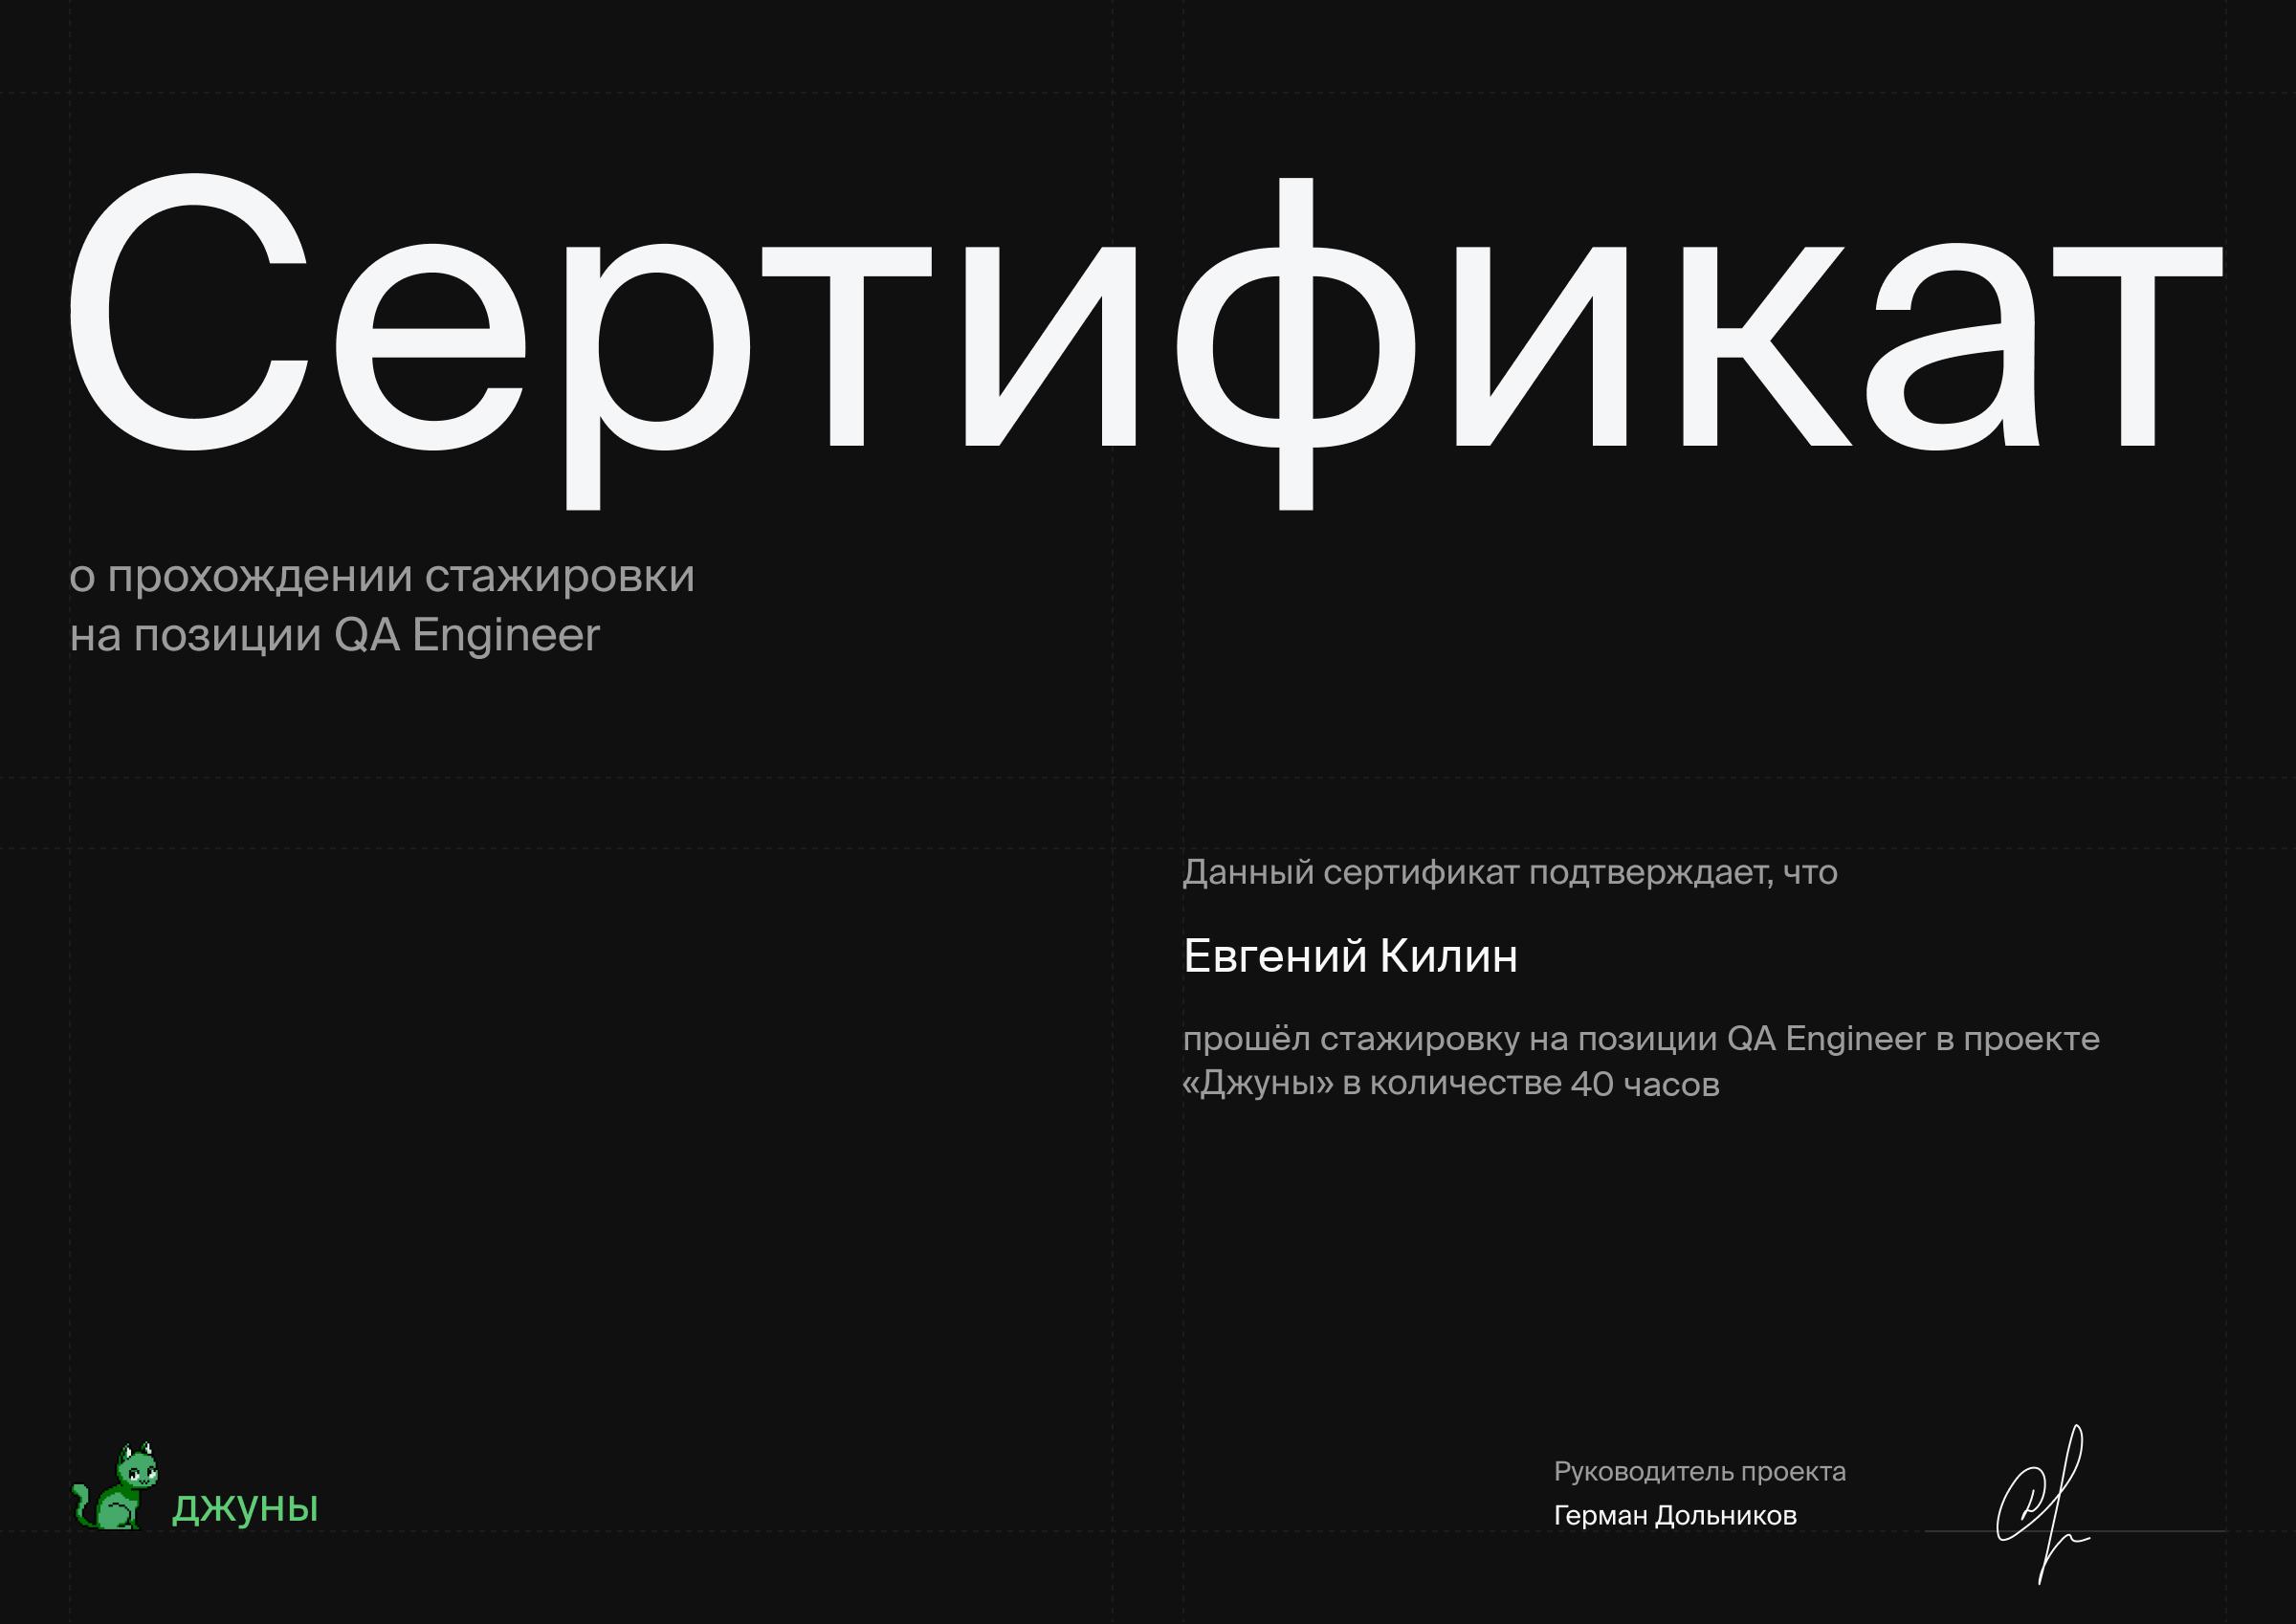 Сертификат
о прохождении стажировки
на позиции QA Engineer
Данный сертификат подтверждает, что
Евгений Килин
прошёл стажировку на позиции QA Engineer в проекте
«Джуны» в количестве 40 часов
джуны
Руководитель проекта
Герман Дольников